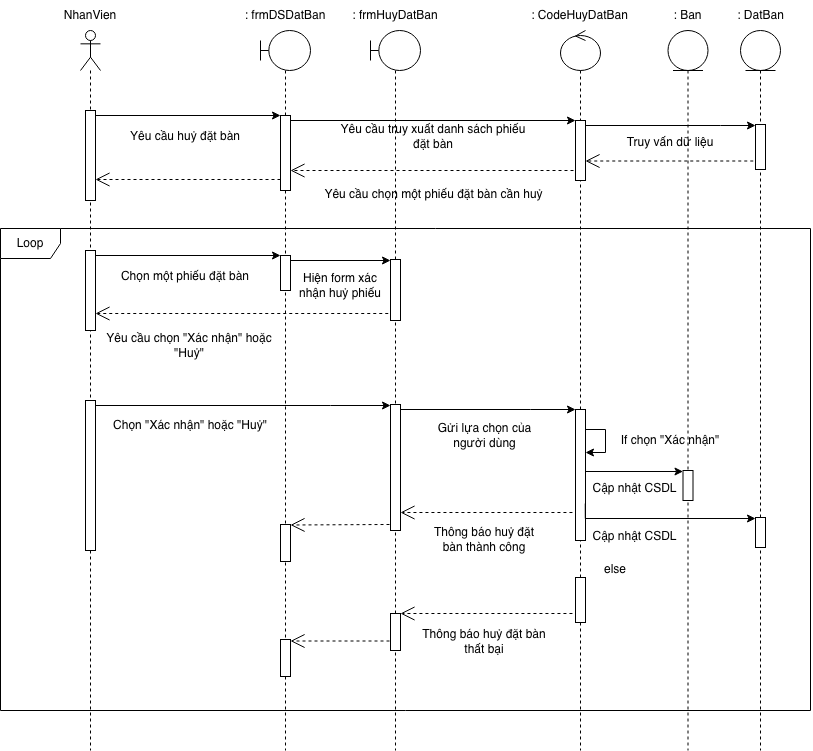 NhanVien
: frmDSDatBan
: frmHuyDatBan
: CodeHuyDatBan
: Ban
: DatBan
Yêu cầu huỷ đặt bàn
Yêu cầu truy xuất danh sách phiếu
đặt bàn
Truy vấn dữ liệu
Yêu cầu chọn một phiếu đặt bàn cần huỷ
Loop
Chọn một phiếu đặt bàn
Hiện form xác
nhận huỷ phiếu
Yêu cầu chọn "Xác nhận" hoặc
"Huỷ"
Chọn "Xác nhận" hoặc "Huỷ"
Gửi lựa chọn của
người dùng
If chọn "Xác nhận"
Cập nhật CSDL
Thông báo huỷ đặt
bàn thành công
Cập nhật CSDL
else
Thông báo huỷ đặt bàn
thất bại